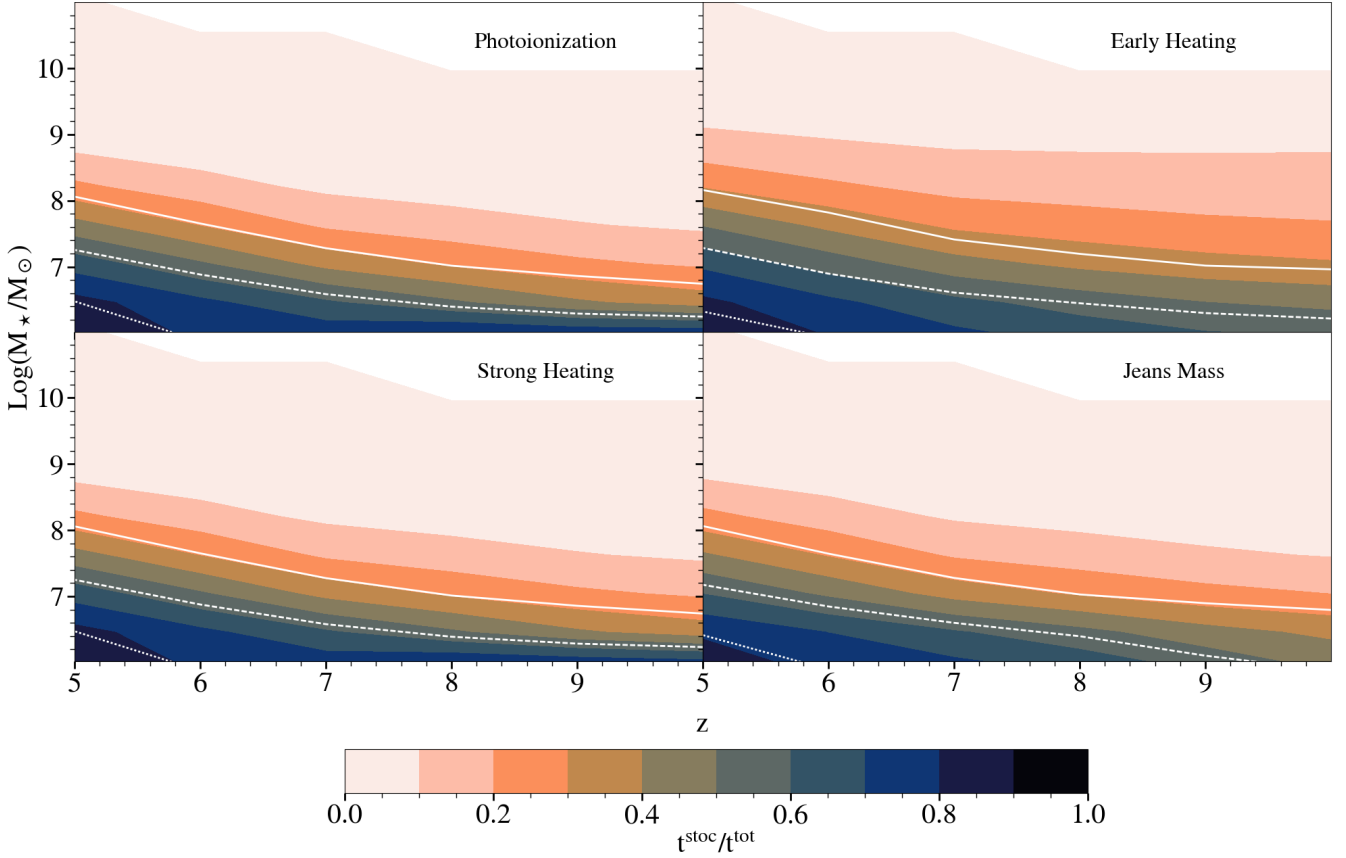 Photoionization
Early Heating
10
9
8
7
Strong Heating
Jeans Mass
10
9
8
7
Log(M⋆/M⊙)
5 6 7 8 9 5 6 7 8 9
z
0.0 0.2 0.4 0.6 0.8 1.0
t^stoc/t^tot